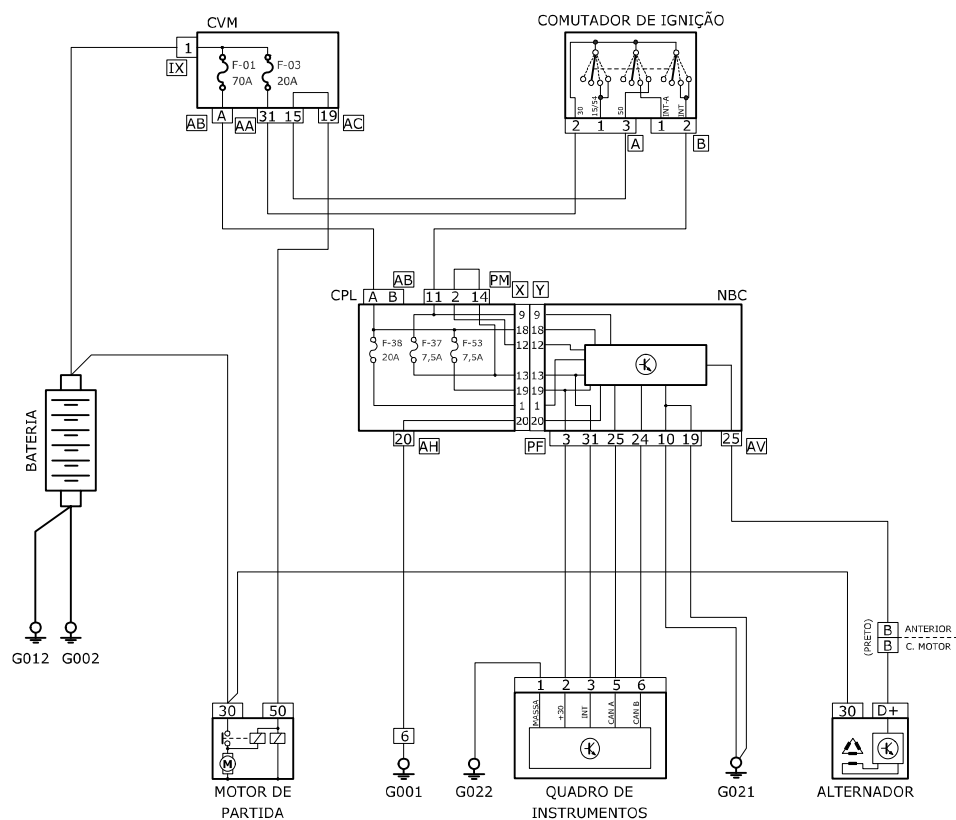 CVM
COMUTADOR DE IGNIÇÃO
1
IX
F-01
70A
F-03
20A
30
15/54
50
INT-A
INT
AB
A
AA
31
15
19
AC
2
1
3
1
2
A
B
CPL
A
B
AB
11
2
14
PM
X
Y
NBC
F-38
20A
F-37
7,5A
F-53
7,5A
9
9
18
18
12
12
13
13
19
19
1
1
20
20
20
AH
PF
3
31
25
24
10
19
25
AV
BATERIA
G012
G002
(PRETO)
B
ANTERIOR
B
C. MOTOR
30
50
M
MOTOR DE
PARTIDA
6
G001
G022
1
2
3
5
6
MASSA
+30
INT
CAN A
CAN B
QUADRO DE
INSTRUMENTOS
G021
30
D+
ALTERNADOR